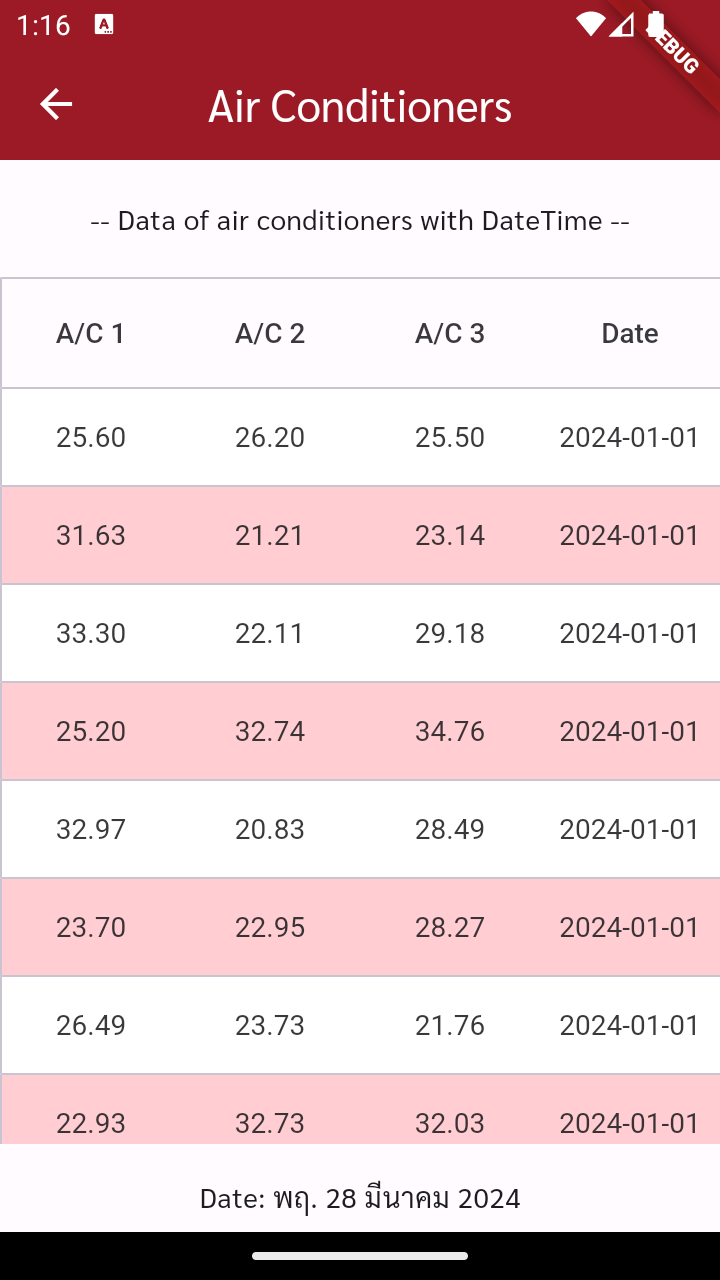 1:16
A
DEBUG
Air Conditioners
-- Data of air conditioners with DateTime --
A/C 1 A/C 2 A/C 3 Date
25.60 26.20 25.50 2024-01-01
31.63 21.21 23.14 2024-01-01
33.30 22.11 29.18 2024-01-01
25.20 32.74 34.76 2024-01-01
32.97 20.83 28.49 2024-01-01
23.70 22.95 28.27 2024-01-01
26.49 23.73 21.76 2024-01-01
22.93 32.73 32.03 2024-01-01
Date: พฤ. 28 มีนาคม 2024